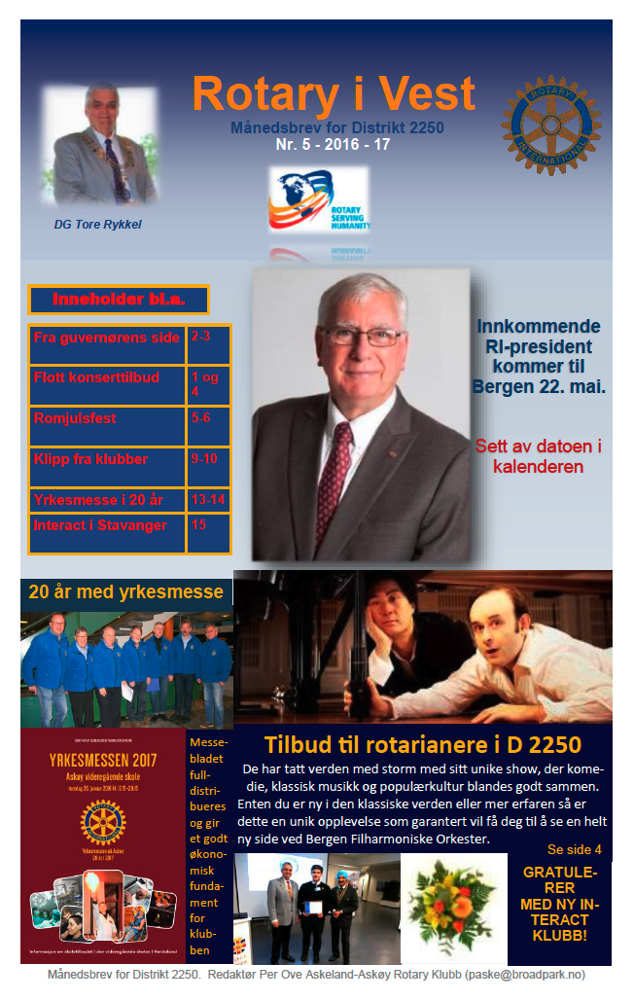 Rotary i Vest
Månedsbrev for Distrikt 2250
Nr. 5 - 2016 - 17
ROTARY
INTERNATIONAL
ROTARY
SERVING
HUMANITY
DG Tore Rykkel
Inneholder bl.a.
Fra guvernørens side 2-3
Flott konserttilbud 1 og
4
Romjulsfest 5-6
Klipp fra klubber 9-10
Yrkesmesse i 20 år 13-14
Interact i Stavanger 15
Innkommende
RI-president
kommer til
Bergen 22. mai.
Sett av datoen i
kalenderen
20 år med yrkesmesse
YRKESMESSEN 2017
Askøy videregående skole
Yrkesmessen på Askøy
20 år i 2017
Messe-
bladet
full-
distri-
bueres
og gir
et godt
økono-
misk
funda-
ment
for
klub-
ben
Tilbud til rotarianere i D 2250
De har tatt verden med storm med sitt unike show, der kome-
die, klassisk musikk og populærkultur blandes godt sammen.
Enten du er ny i den klassiske verden eller mer erfaren så er
dette en unik opplevelse som garantert vil få deg til å se en helt
ny side ved Bergen Filharmoniske Orkester.
Se side 4
GRATULE-
RER
MED NY IN-
TERACT
KLUBB!
Månedsbrev for Distrikt 2250. Redaktør Per Ove Askeland-Askøy Rotary Klubb (paske@broadpark.no)